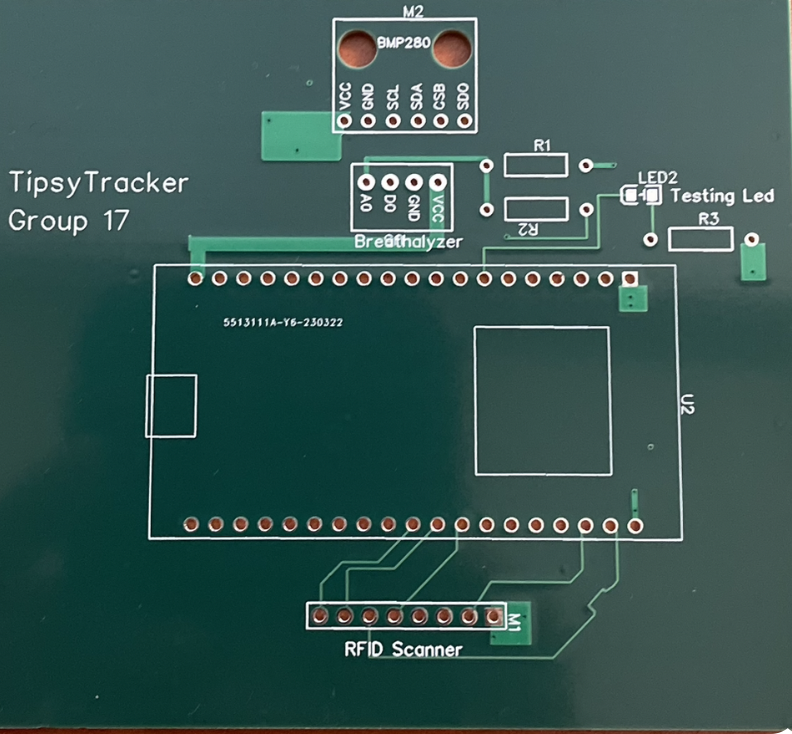 M2
BMP280
VCC
GND
SCL
SDA
CSB
SDO
R1
LED2
TipsyTracker
Testing Led
Group 17
A0
D0
GND
VCC
R2
R3
Breathalyzer
5513111A-Y6-230322
U2
M1
RFID Scanner